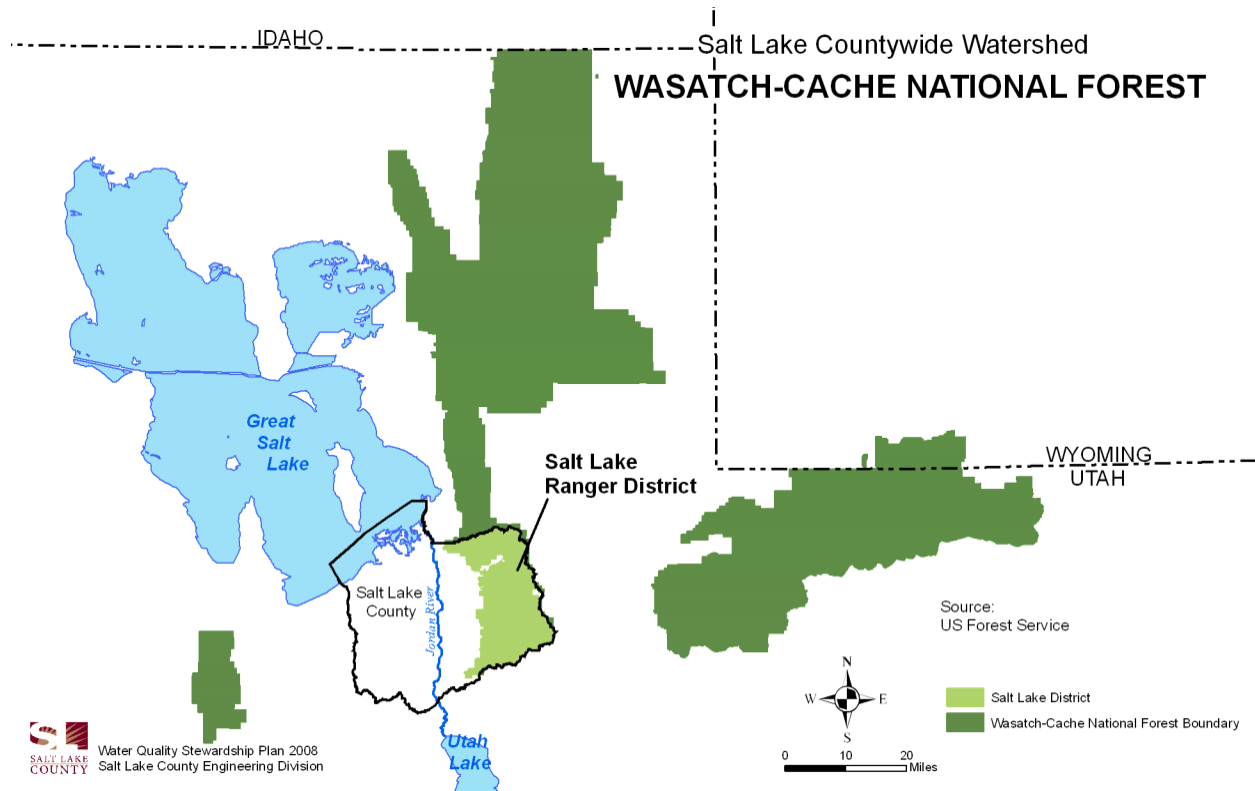 IDAHO
Salt Lake Countywide Watershed
WASATCH-CACHE NATIONAL FOREST
Great
Salt
Lake
Salt Lake
Ranger District
WYOMING
UTAH
Salt Lake
County
Jordan River
Source:
US Forest Service
N
W
E
S
Salt Lake District
Wasatch-Cache National Forest Boundary
0
10
20
Miles
Utah
Lake
SL
SALT LAKE
COUNTY
Water Quality Stewardship Plan 2008
Salt Lake County Engineering Division